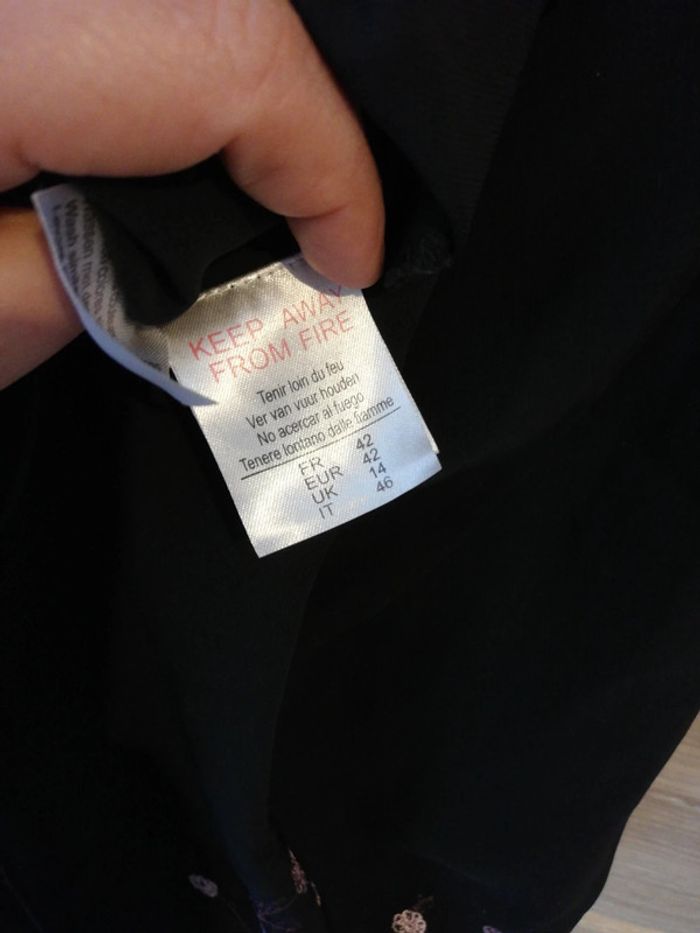 KEEP AWAY
FROM FIRE
Tenir loin du feu
Ver van vuur houden
No acercar al fuego
Tenere lontano dalle fiamme
FR 42
EUR 42
UK 14
IT 46
Wash